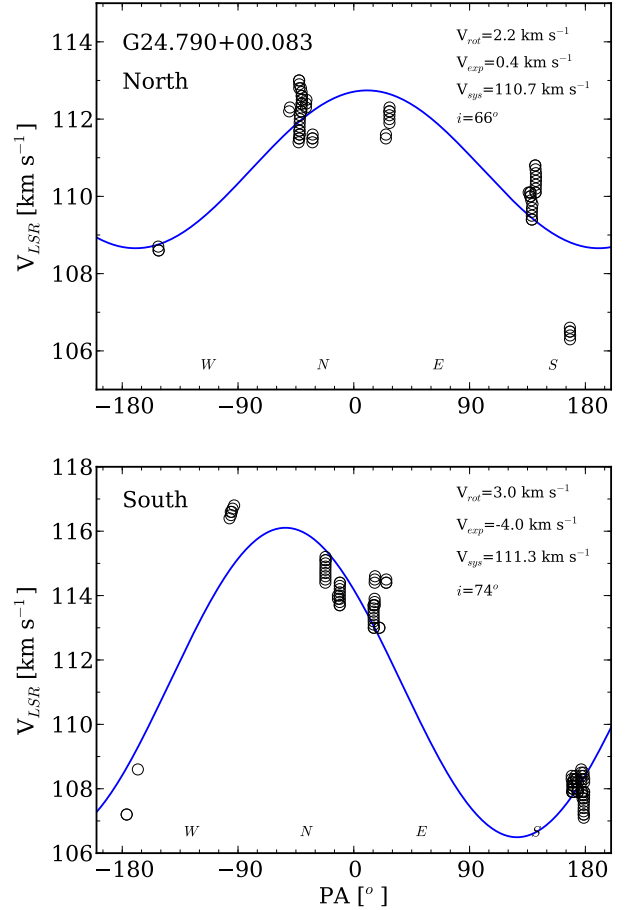 G24.790+00.083
North
V_rot=2.2 km s⁻¹
V_exp=0.4 km s⁻¹
V_sys=110.7 km s⁻¹
i=66°
114
112
110
108
106
V_LSR [km s⁻¹]
W N E S
−180 −90 0 90 180
South
V_rot=3.0 km s⁻¹
V_exp=-4.0 km s⁻¹
V_sys=111.3 km s⁻¹
i=74°
118
116
114
112
110
108
106
V_LSR [km s⁻¹]
W N E S
−180 −90 0 90 180
PA [°]